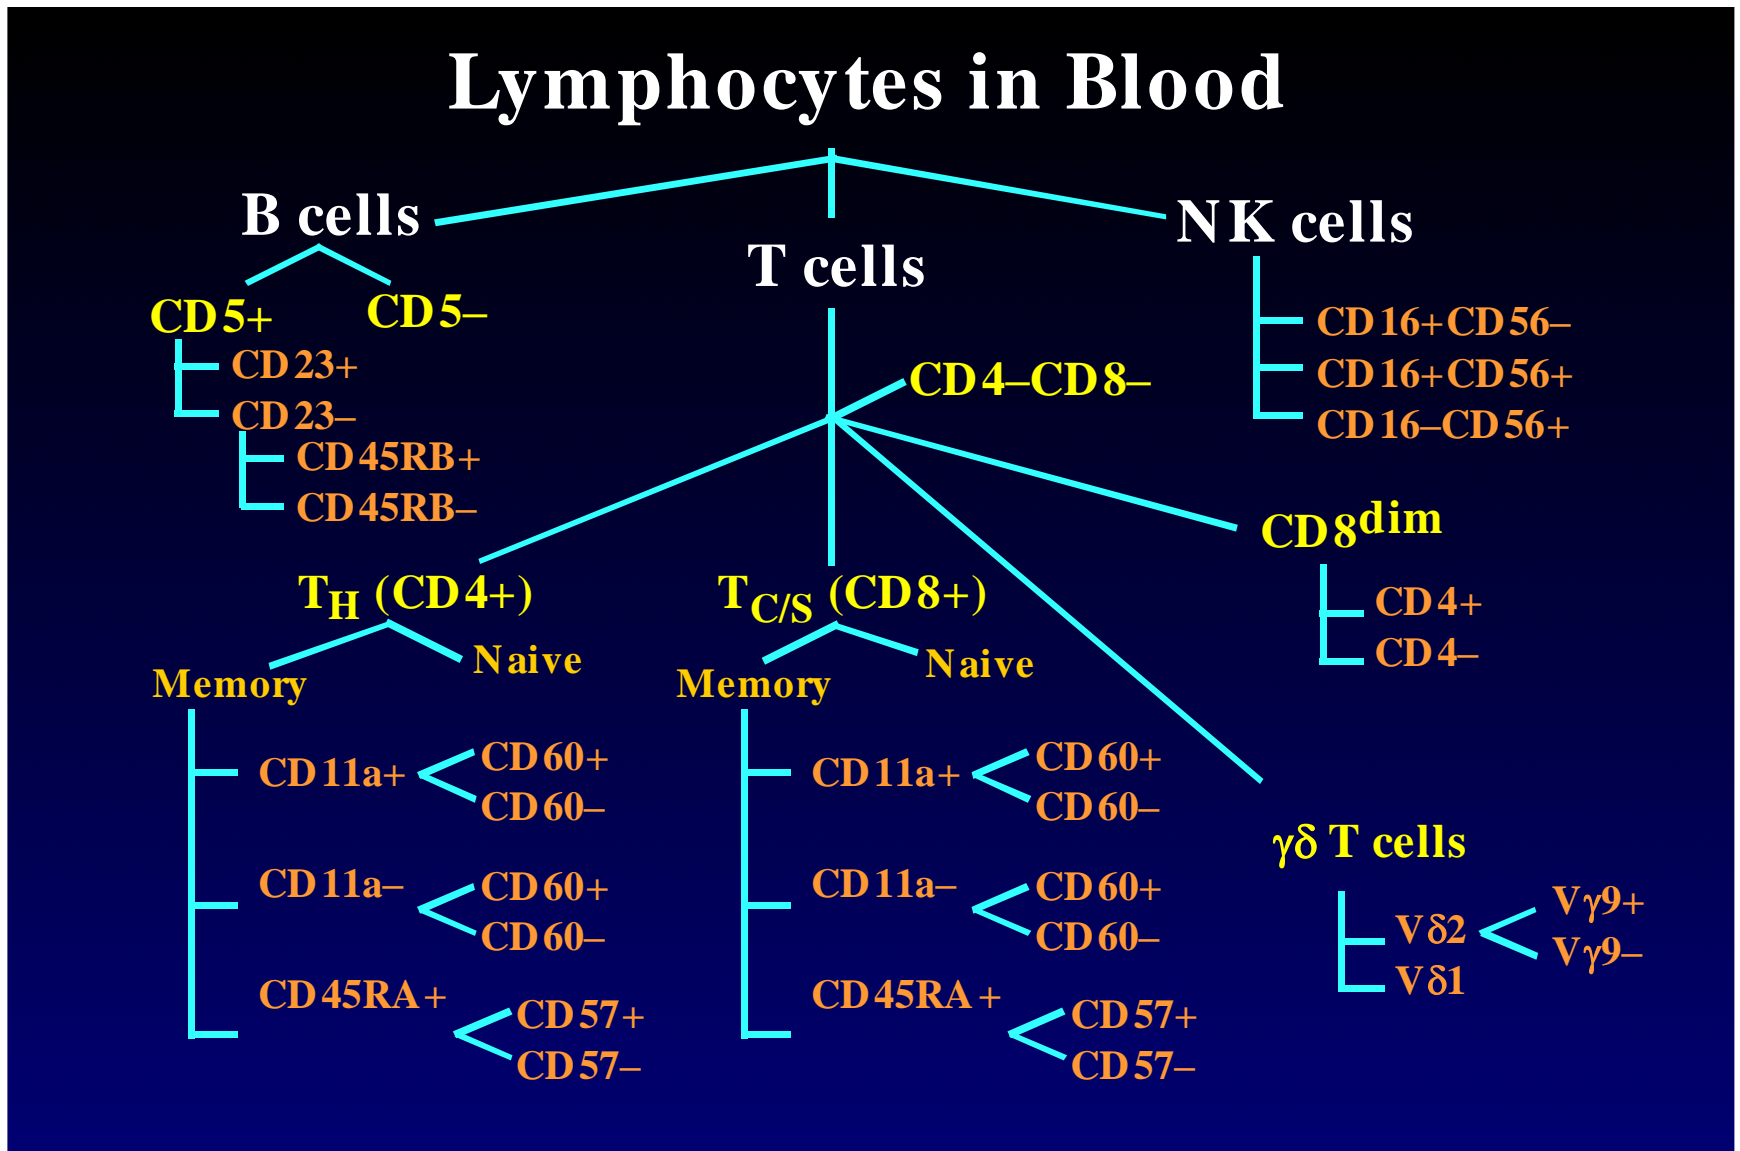 Lymphocytes in Blood
B cells
T cells
NK cells
CD5+
CD5–
CD23+
CD23–
CD45RB+
CD45RB–
CD4–CD8–
CD16+CD56–
CD16+CD56+
CD16–CD56+
TH (CD4+)
Memory
Naive
CD11a+
CD60+
CD60–
CD11a–
CD60+
CD60–
CD45RA+
CD57+
CD57–
TC/S (CD8+)
Memory
Naive
CD11a+
CD60+
CD60–
CD11a–
CD60+
CD60–
CD45RA+
CD57+
CD57–
CD8dim
CD4+
CD4–
γδ T cells
Vδ2
Vγ9+
Vγ9–
Vδ1